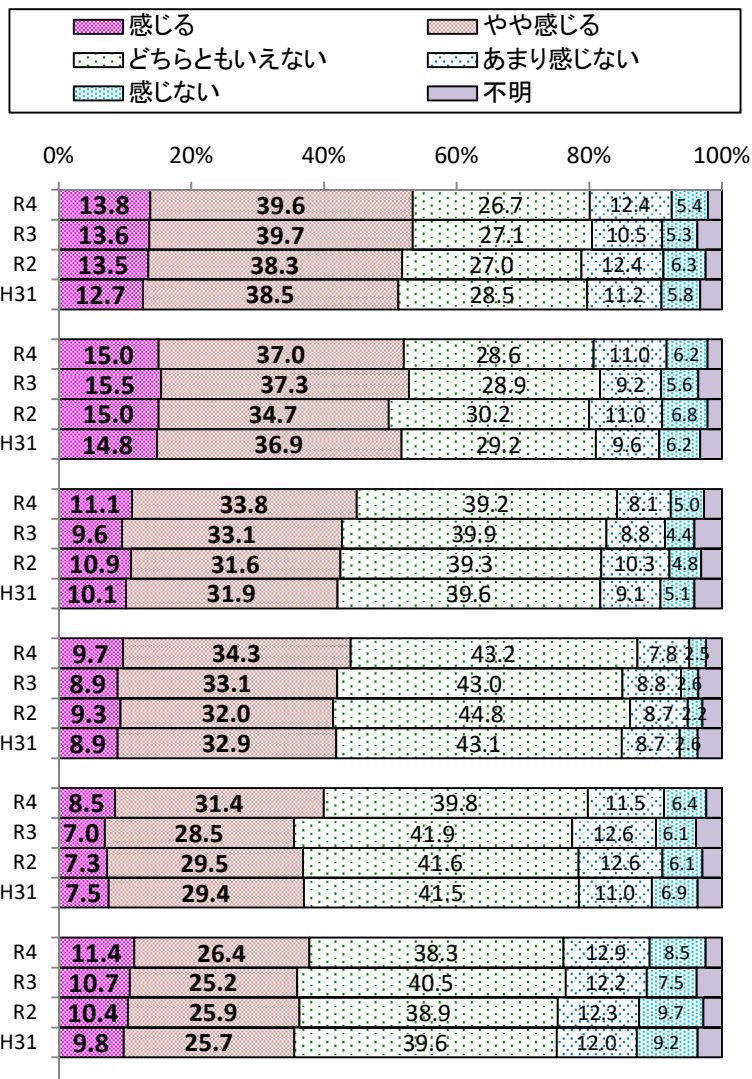 感じる やや感じる
どちらともいえない あまり感じない
感じない 不明
0% 20% 40% 60% 80% 100%
R4 13.8 39.6 26.7 12.4 5.4
R3 13.6 39.7 27.1 10.5 5.3
R2 13.5 38.3 27.0 12.4 6.3
H31 12.7 38.5 28.5 11.2 5.8
R4 15.0 37.0 28.6 11.0 6.2
R3 15.5 37.3 28.9 9.2 5.6
R2 15.0 34.7 30.2 11.0 6.8
H31 14.8 36.9 29.2 9.6 6.2
R4 11.1 33.8 39.2 8.1 5.0
R3 9.6 33.1 39.9 8.8 4.4
R2 10.9 31.6 39.3 10.3 4.8
H31 10.1 31.9 39.6 9.1 5.1
R4 9.7 34.3 43.2 7.8 2.5
R3 8.9 33.1 43.0 8.8 2.6
R2 9.3 32.0 44.8 8.7 2.2
H31 8.9 32.9 43.1 8.7 2.6
R4 8.5 31.4 39.8 11.5 6.4
R3 7.0 28.5 41.9 12.6 6.1
R2 7.3 29.5 41.6 12.6 6.1
H31 7.5 29.4 41.5 11.0 6.9
R4 11.4 26.4 38.3 12.9 8.5
R3 10.7 25.2 40.5 12.2 7.5
R2 10.4 25.9 38.9 12.3 9.7
H31 9.8 25.7 39.6 12.0 9.2